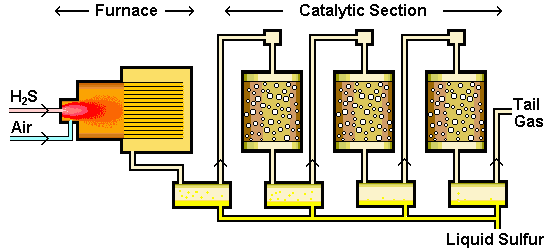 Furnace
Catalytic Section
H₂S
Air
Tail
Gas
Liquid Sulfur